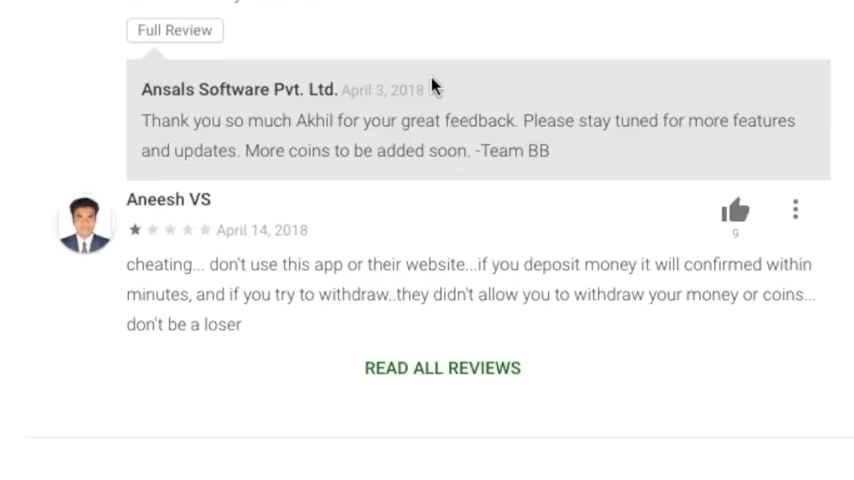 Full Review
Ansals Software Pvt. Ltd. April 3, 2018
Thank you so much Akhil for your great feedback. Please stay tuned for more features
and updates. More coins to be added soon. -Team BB
Aneesh VS
April 14, 2018
9
cheating... don't use this app or their website...if you deposit money it will confirmed within
minutes, and if you try to withdraw..they didn't allow you to withdraw your money or coins...
don't be a loser
READ ALL REVIEWS